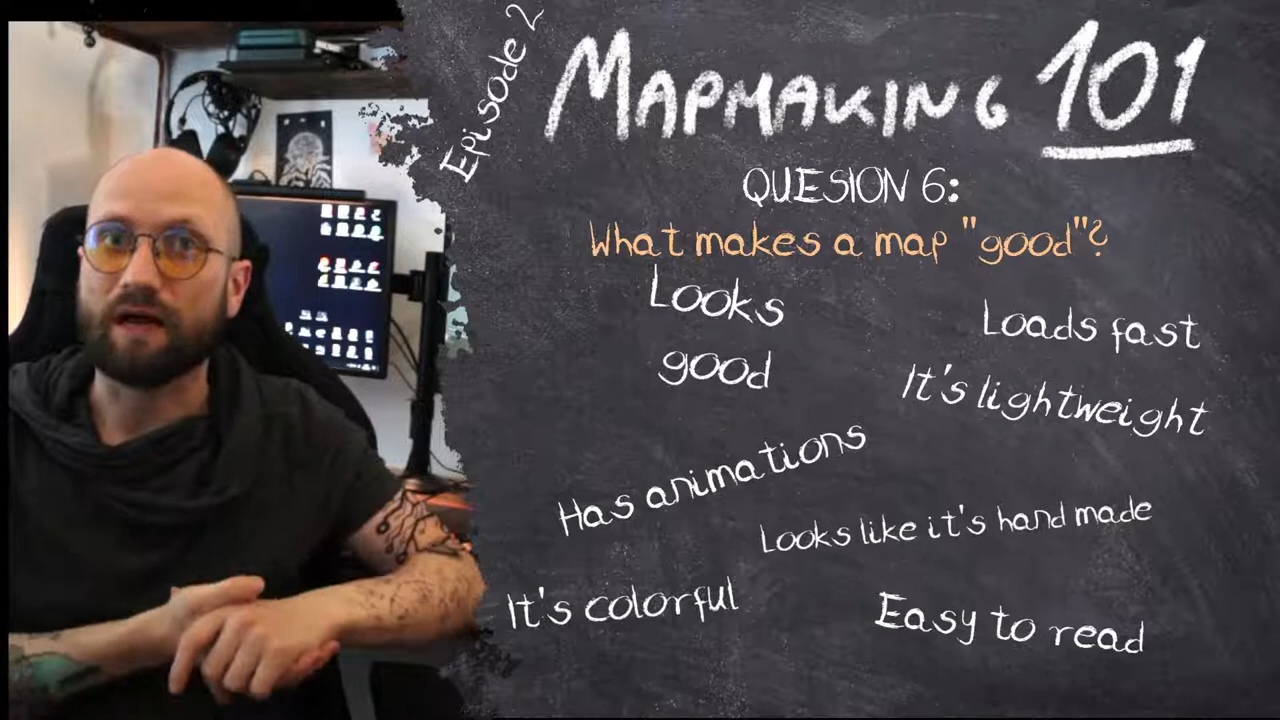 Episode 2
MAPMAKING 101
QUESION 6:
What makes a map "good"?
Looks
good
Loads fast
It's lightweight
Has animations
Looks like it's hand made
It's colorful
Easy to read